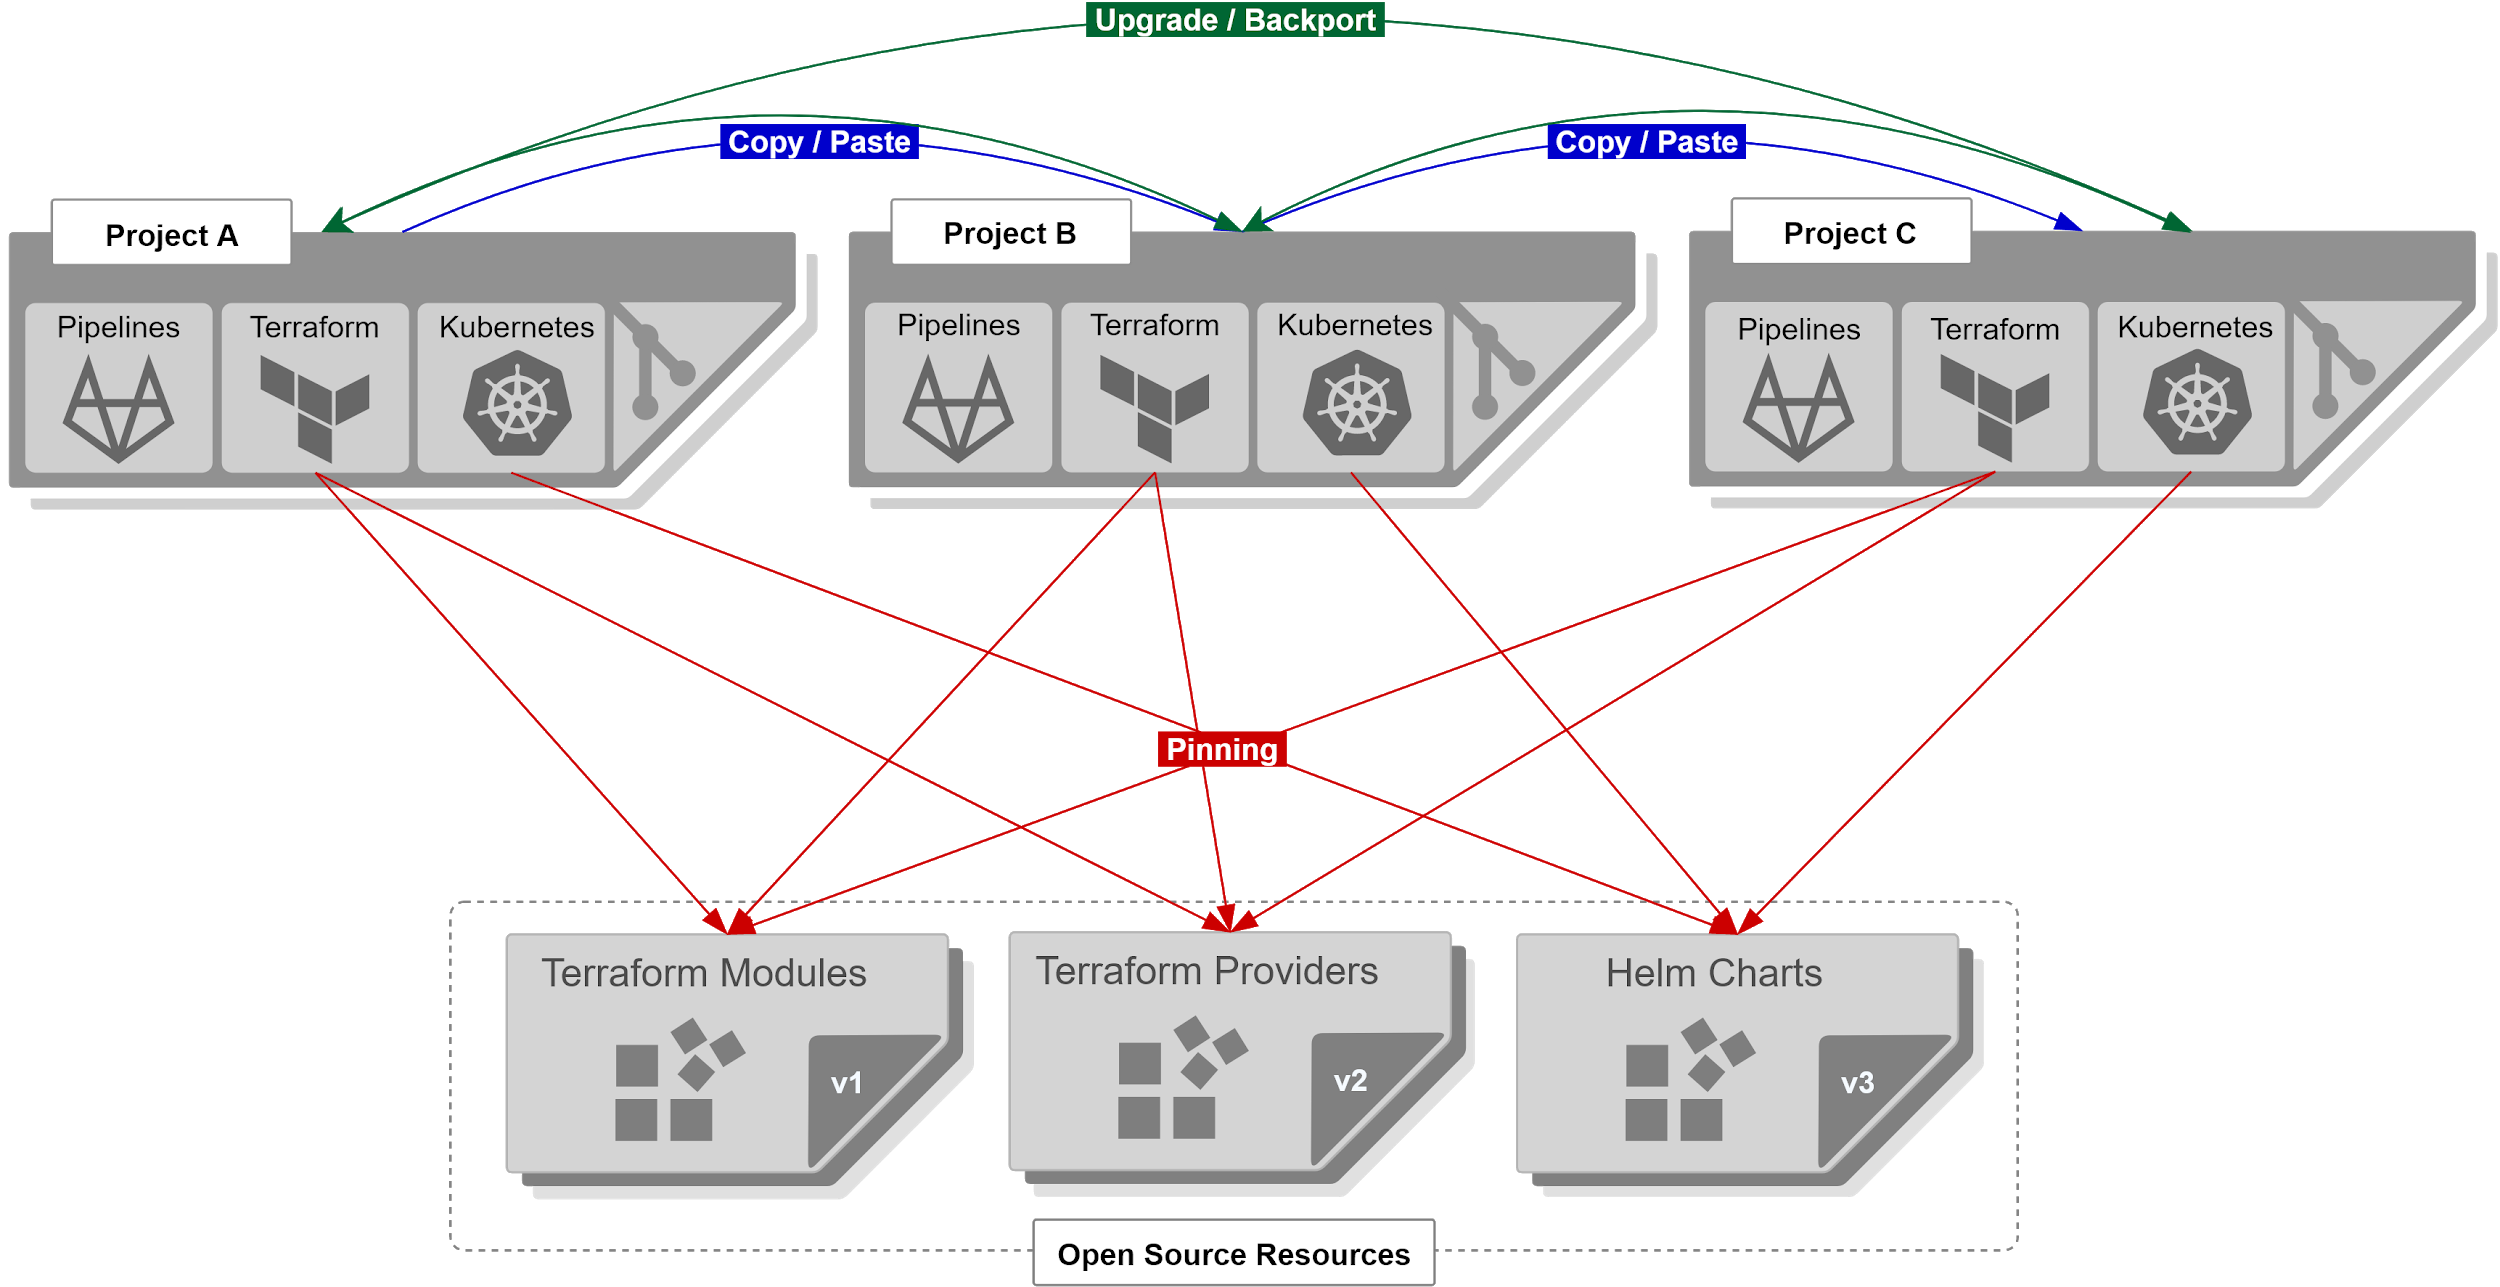 Upgrade / Backport
Copy / Paste
Copy / Paste
Project A
Project B
Project C
Pipelines
Terraform
Kubernetes
Pipelines
Terraform
Kubernetes
Pipelines
Terraform
Kubernetes
Pinning
Terraform Modules
v1
Terraform Providers
v2
Helm Charts
v3
Open Source Resources